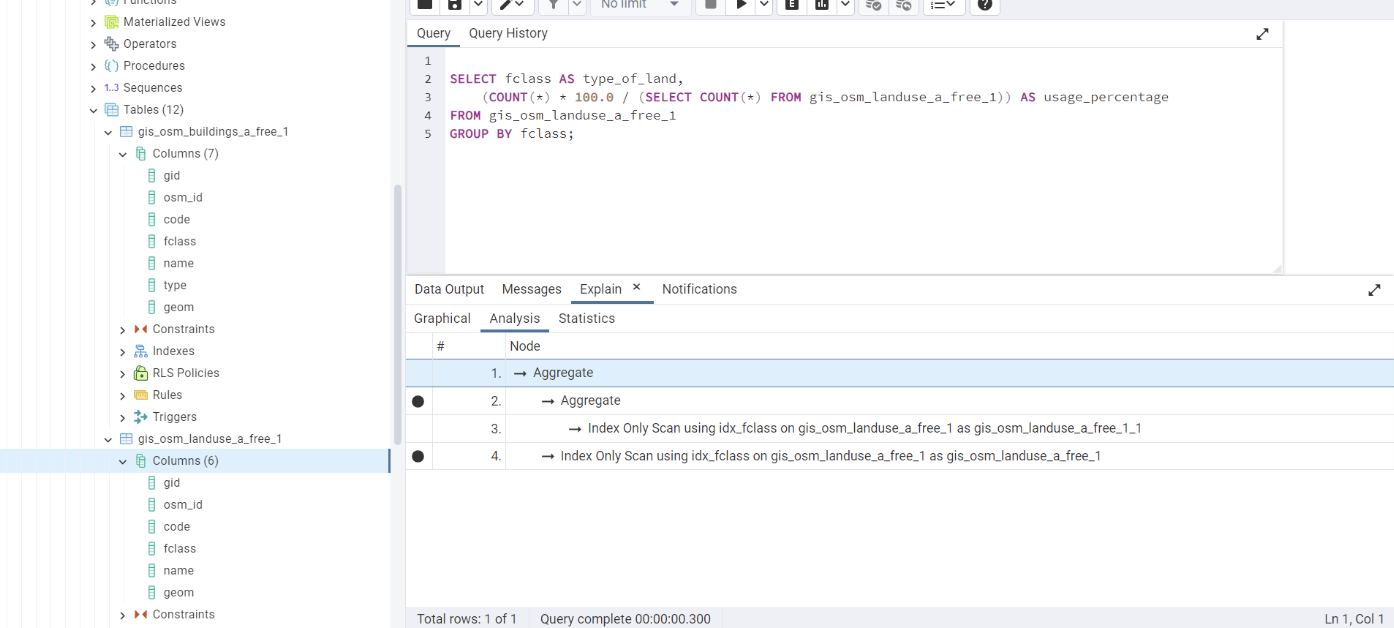 Functions
Materialized Views
Operators
Procedures
1..3 Sequences
Tables (12)
gis_osm_buildings_a_free_1
Columns (7)
gid
osm_id
code
fclass
name
type
geom
Constraints
Indexes
RLS Policies
Rules
Triggers
gis_osm_landuse_a_free_1
Columns (6)
gid
osm_id
code
fclass
name
geom
Constraints
No limit
E
Query Query History
1
2 SELECT fclass AS type_of_land,
3 (COUNT(*) * 100.0 / (SELECT COUNT(*) FROM gis_osm_landuse_a_free_1)) AS usage_percentage
4 FROM gis_osm_landuse_a_free_1
5 GROUP BY fclass;
Data Output Messages Explain × Notifications
Graphical Analysis Statistics
# Node
1. → Aggregate
2. → Aggregate
3. → Index Only Scan using idx_fclass on gis_osm_landuse_a_free_1 as gis_osm_landuse_a_free_1_1
4. → Index Only Scan using idx_fclass on gis_osm_landuse_a_free_1 as gis_osm_landuse_a_free_1
Total rows: 1 of 1 Query complete 00:00:00.300 Ln 1, Col 1